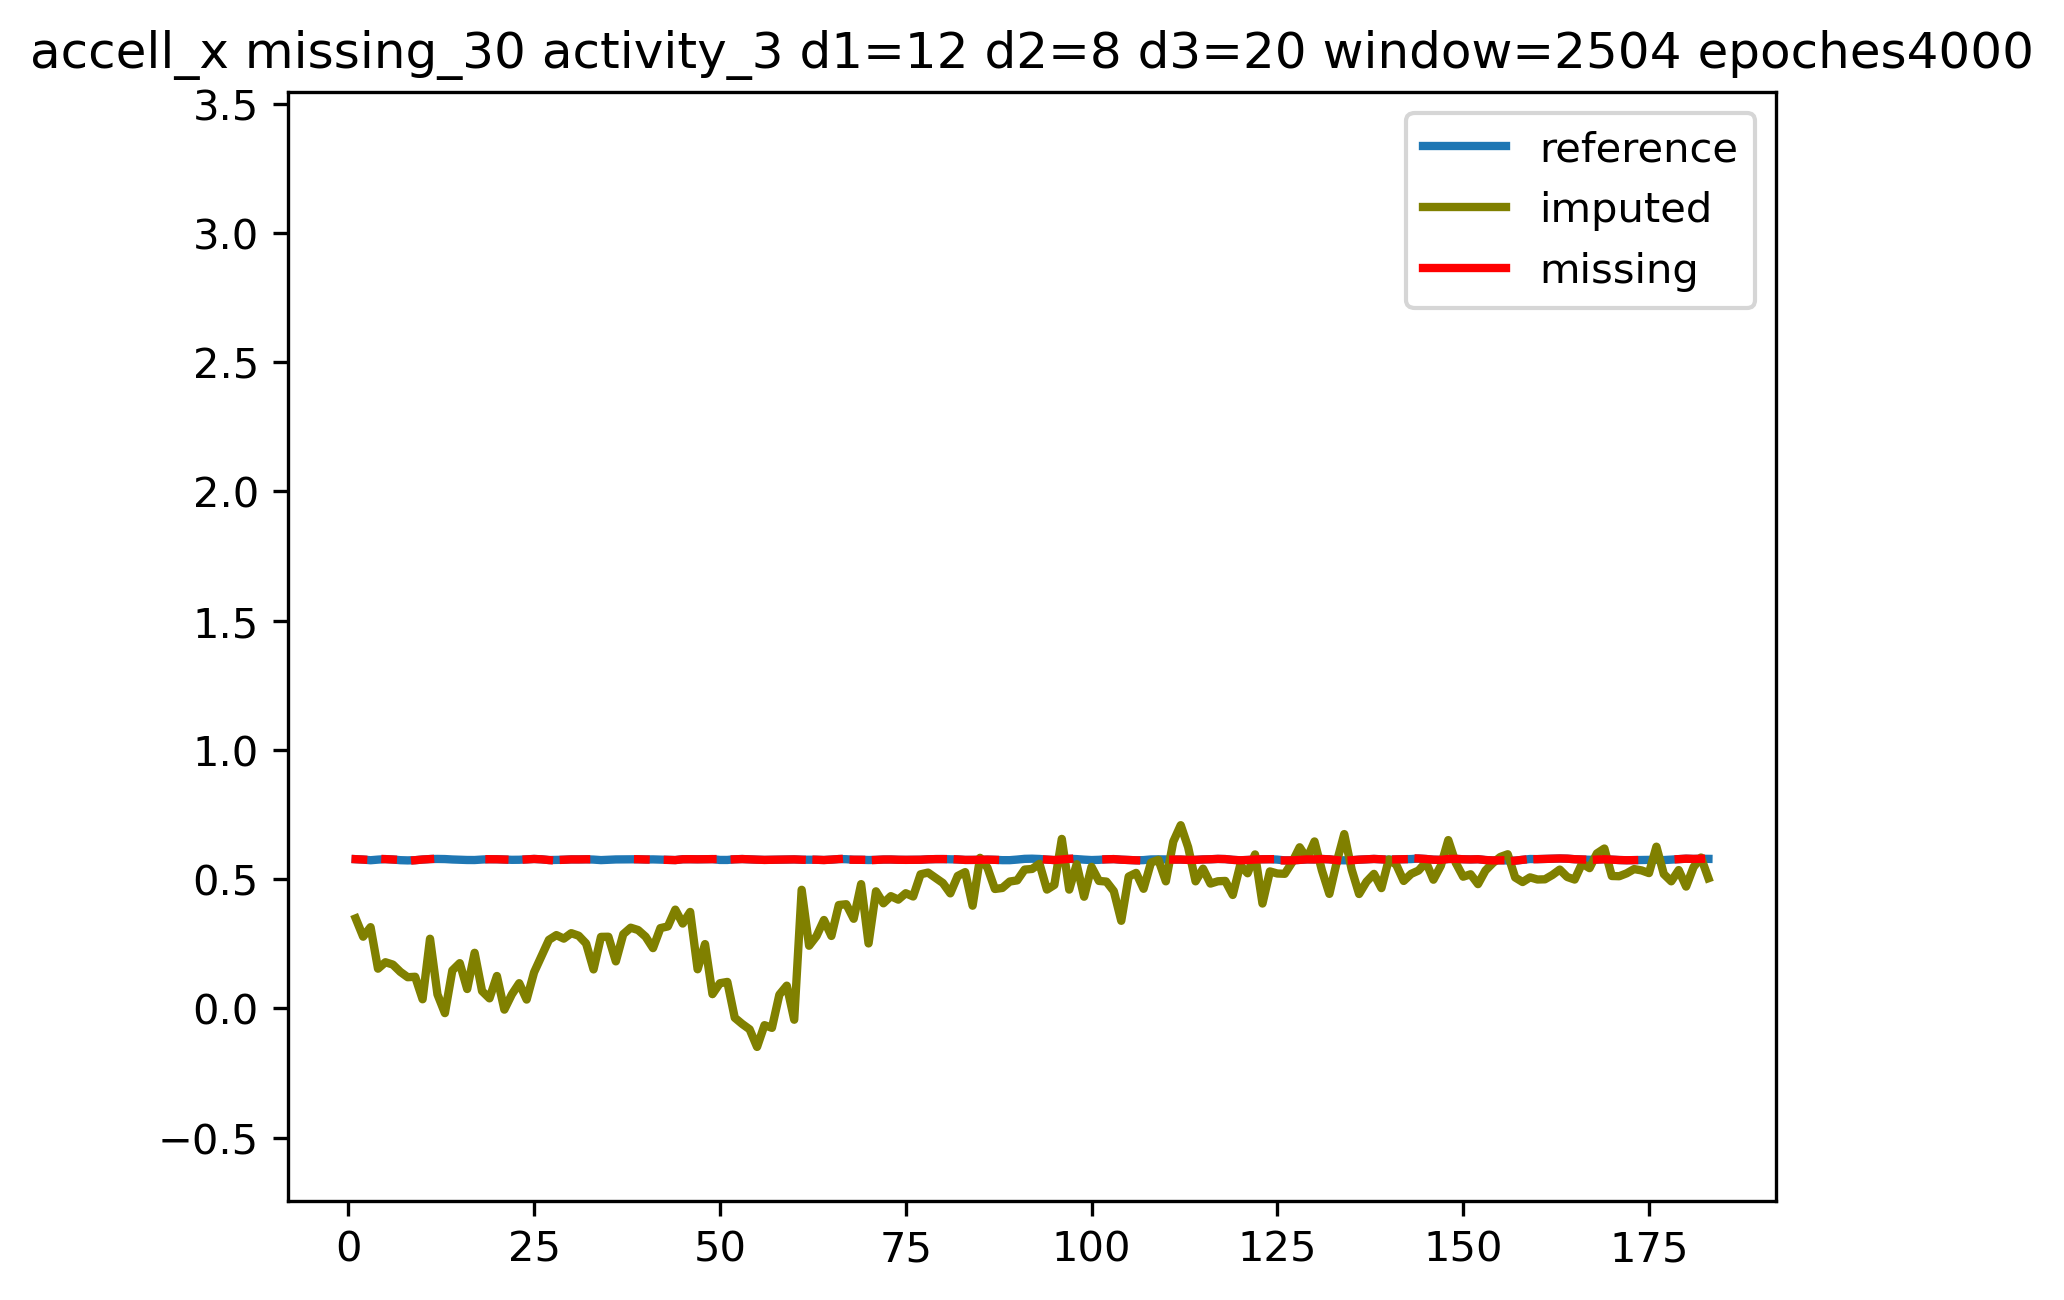 accell_x missing_30 activity_3 d1=12 d2=8 d3=20 window=2504 epoches4000
3.5
3.0
2.5
2.0
1.5
1.0
0.5
0.0
−0.5
reference
imputed
missing
0 25 50 75 100 125 150 175